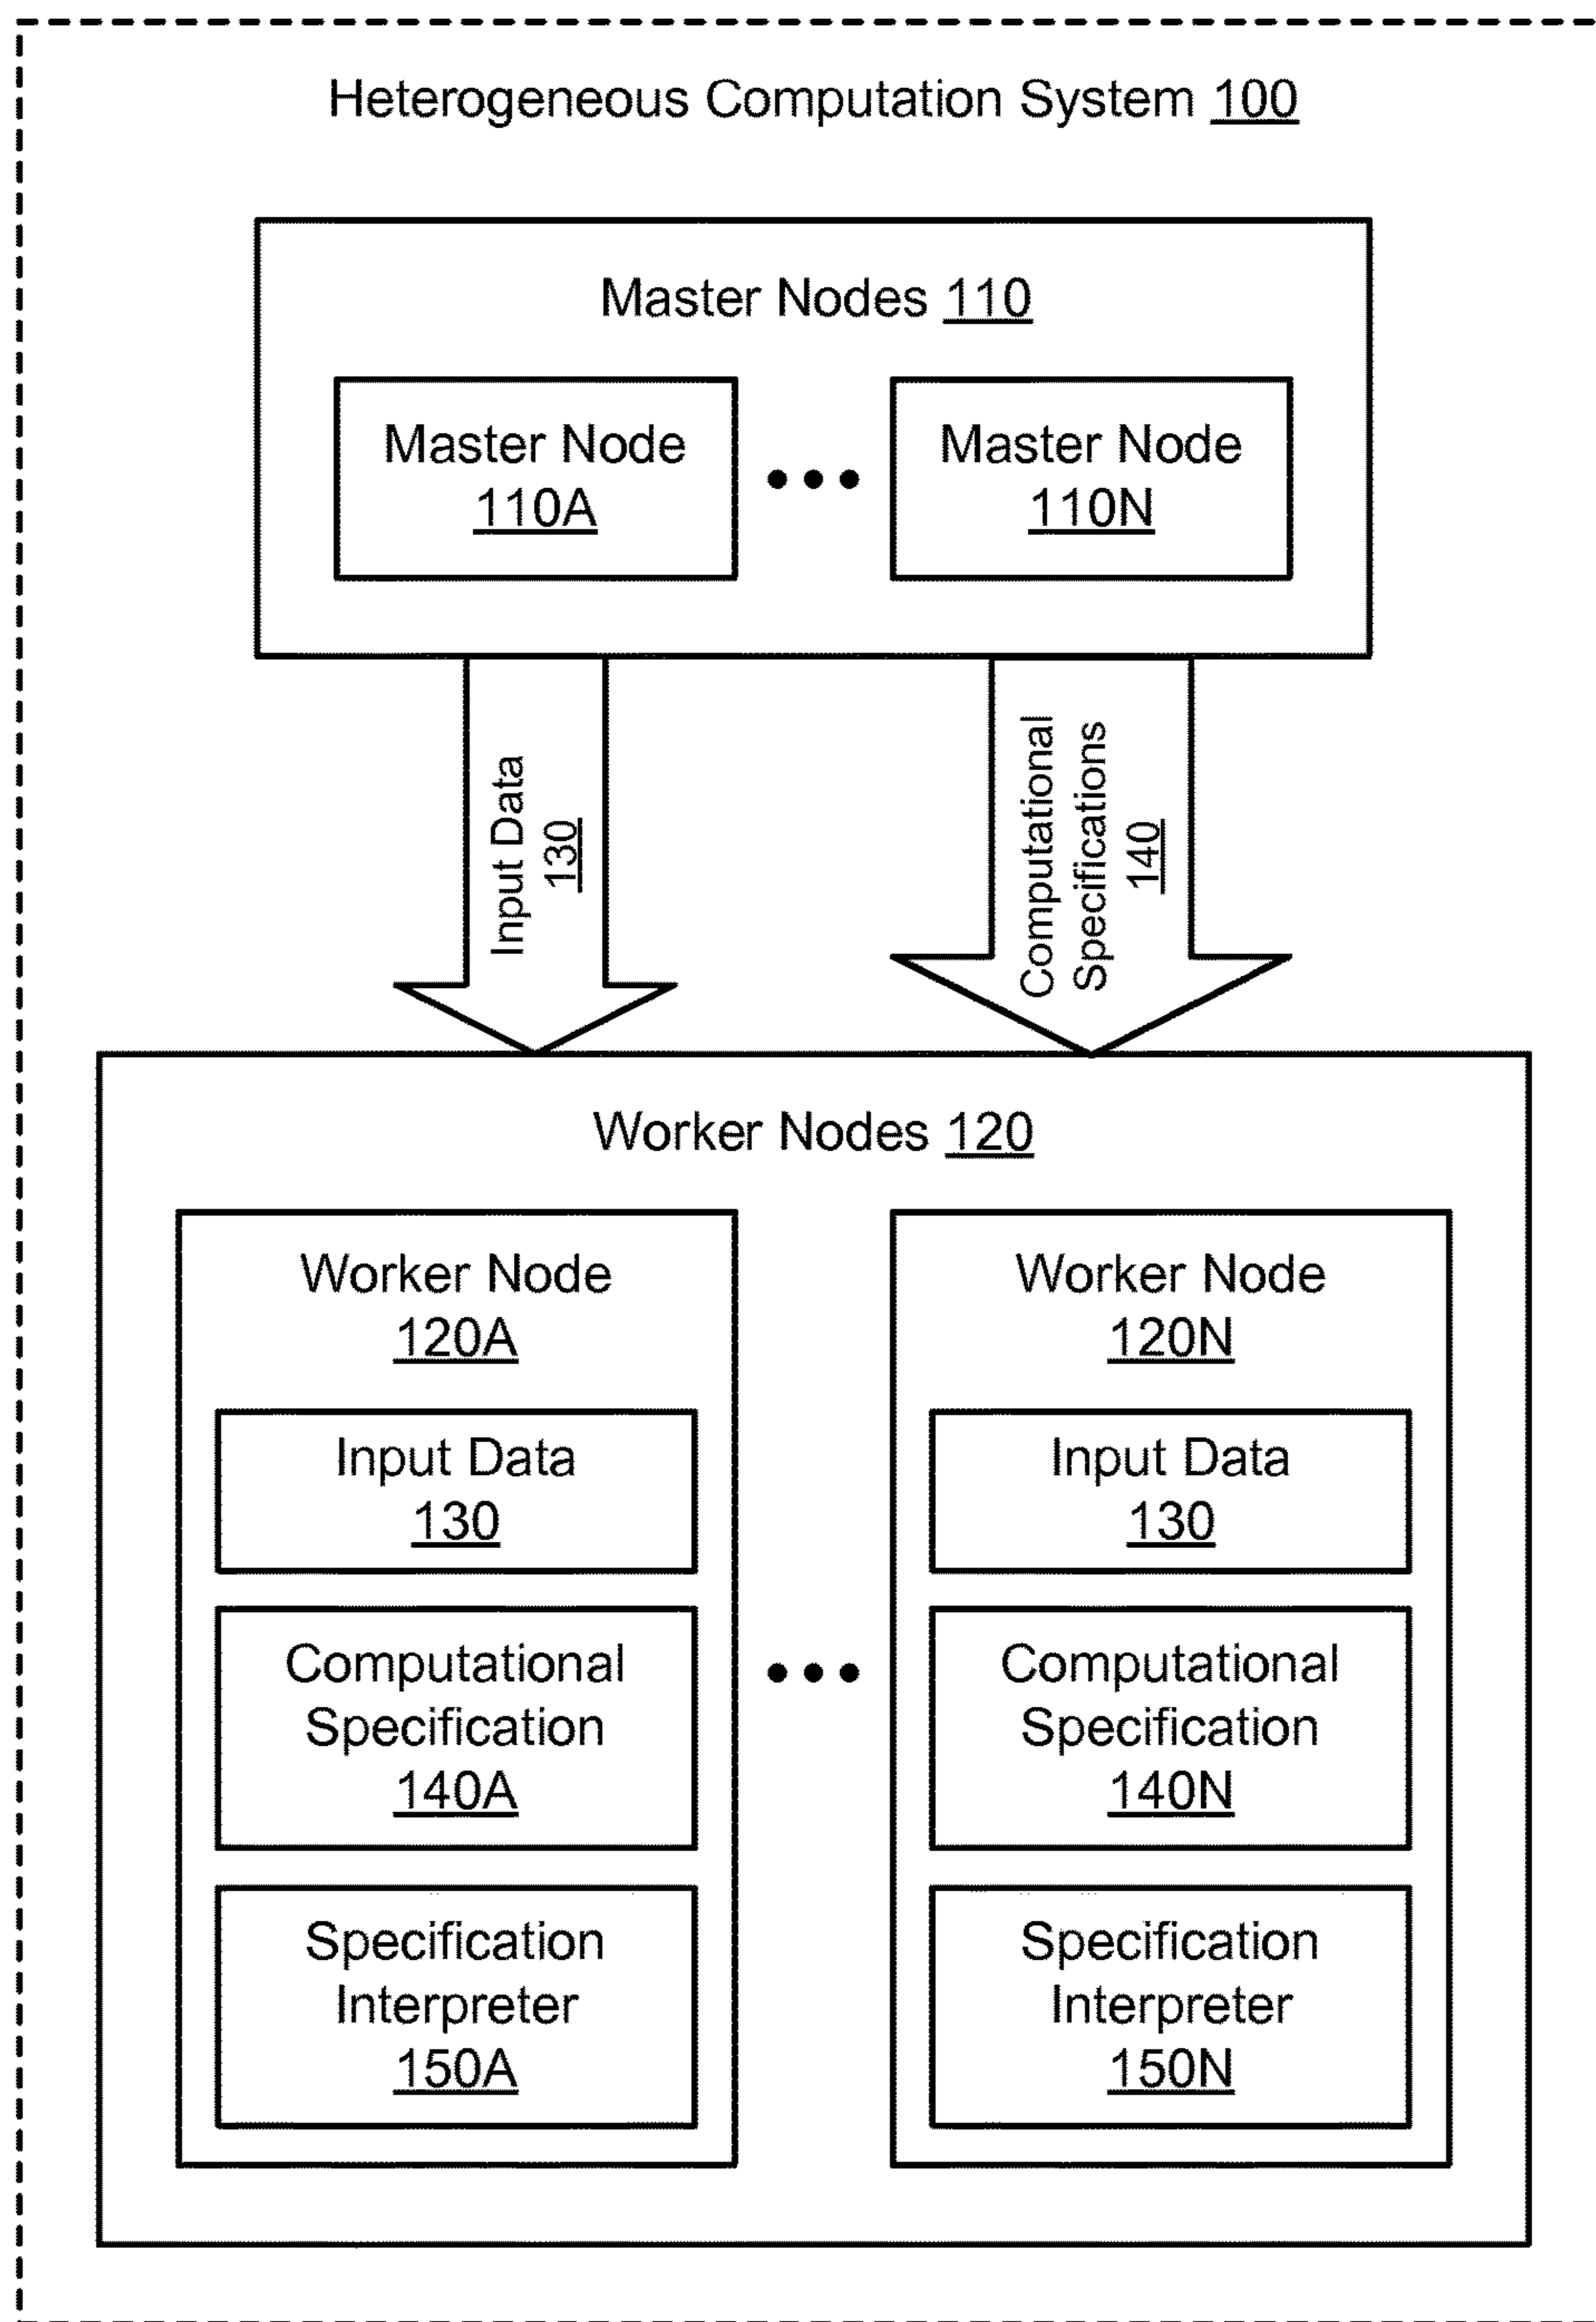 Heterogeneous Computation System 100
Master Nodes 110
Master Node
110A
Master Node
110N
Input Data
130
Computational
Specifications
140
Worker Nodes 120
Worker Node
120A
Input Data
130
Computational
Specification
140A
Specification
Interpreter
150A
Worker Node
120N
Input Data
130
Computational
Specification
140N
Specification
Interpreter
150N